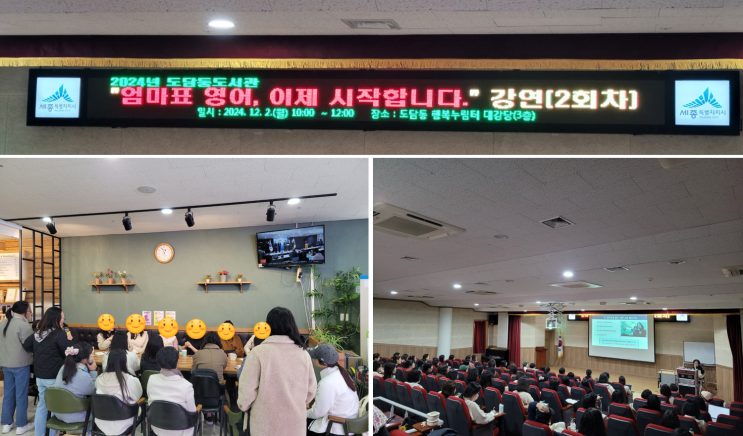 2024년 도담동도서관
"엄마표 영어, 이제 시작합니다." 강연(2회차)
일시 : 2024. 12. 2.(월) 10:00 ~ 12:00 장소 : 도담동 행복누림터 대강당(3층)
세종 특별자치시
세종 특별자치시